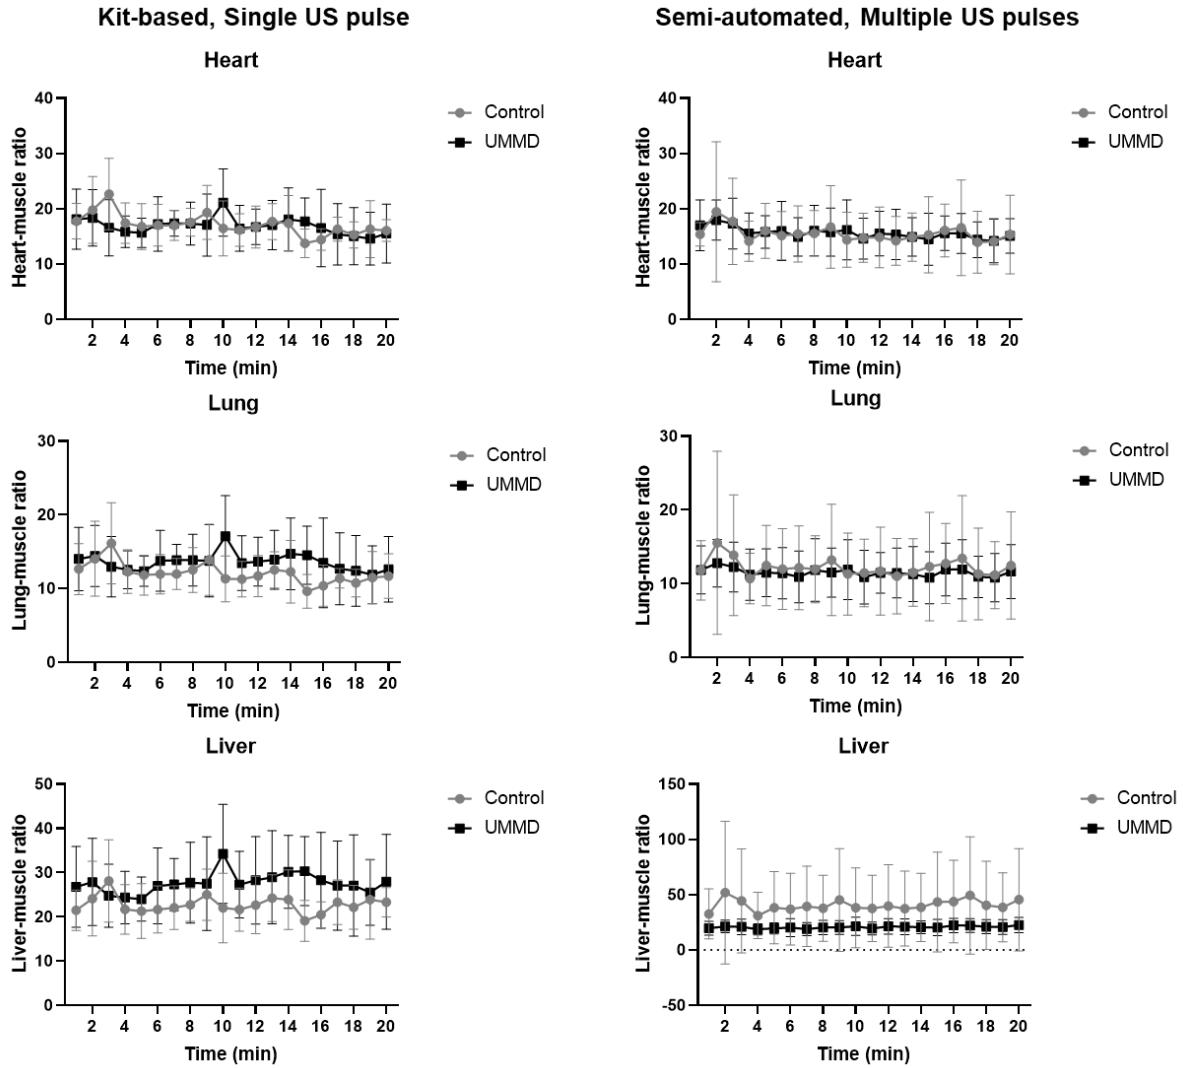 Kit-based, Single US pulse
Semi-automated, Multiple US pulses
Heart
Heart-muscle ratio
40
30
20
10
0
2 4 6 8 10 12 14 16 18 20
Time (min)
Control
UMMD
Heart
Heart-muscle ratio
40
30
20
10
0
2 4 6 8 10 12 14 16 18 20
Time (min)
Control
UMMD
Lung
Lung-muscle ratio
30
20
10
0
2 4 6 8 10 12 14 16 18 20
Time (min)
Control
UMMD
Lung
Lung-muscle ratio
30
20
10
0
2 4 6 8 10 12 14 16 18 20
Time (min)
Control
UMMD
Liver
Liver-muscle ratio
50
40
30
20
10
0
2 4 6 8 10 12 14 16 18 20
Time (min)
Control
UMMD
Liver
Liver-muscle ratio
150
100
50
0
-50
2 4 6 8 10 12 14 16 18 20
Time (min)
Control
UMMD